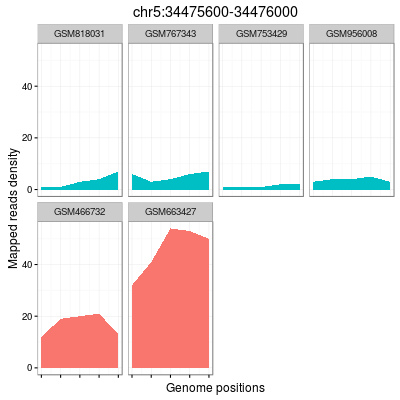 chr5:34475600-34476000
GSM818031 GSM767343 GSM753429 GSM956008
40
20
0
Mapped reads density
GSM466732 GSM663427
40
20
0
Genome positions